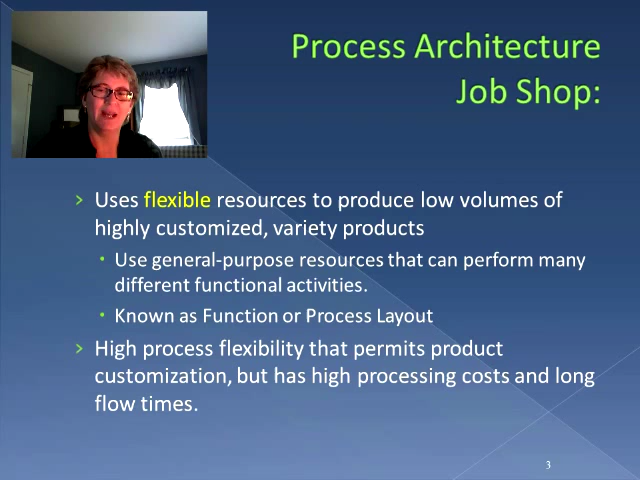 Process Architecture
Job Shop:
› Uses flexible resources to produce low volumes of
highly customized, variety products
• Use general-purpose resources that can perform many
different functional activities.
• Known as Function or Process Layout
› High process flexibility that permits product
customization, but has high processing costs and long
flow times.
3